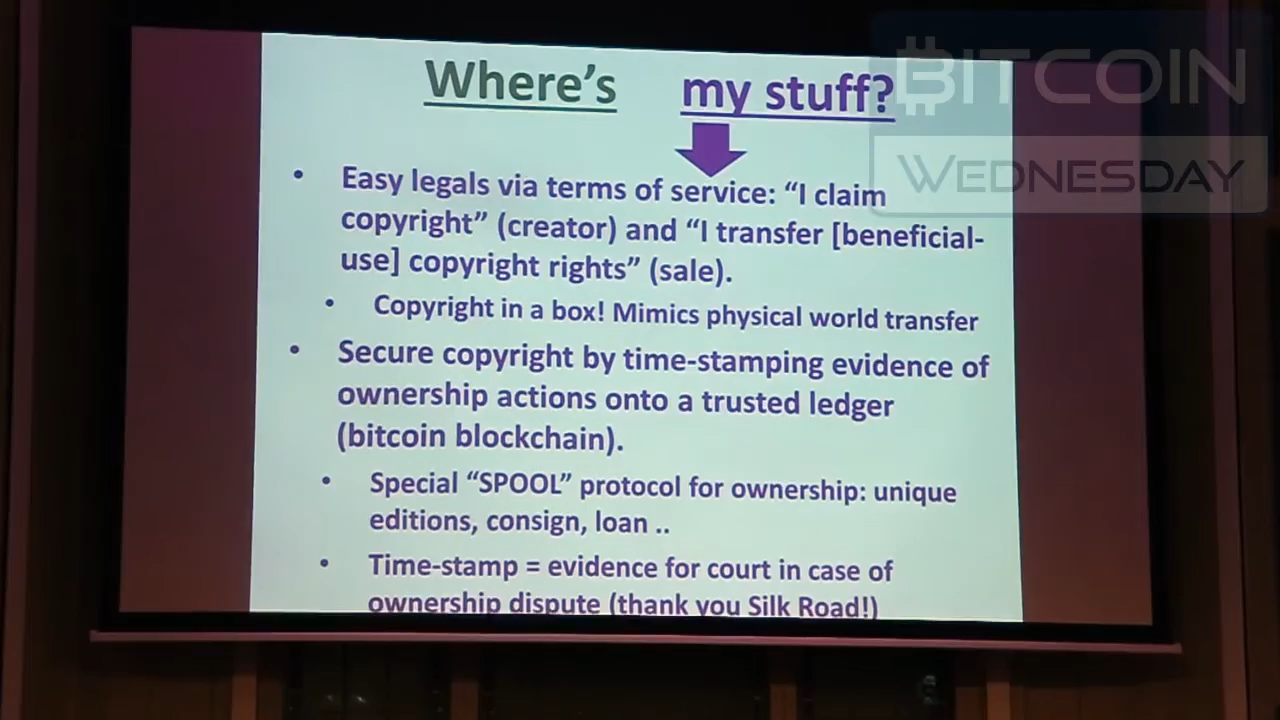 Where's my stuff?
BITCOIN
WEDNESDAY
• Easy legals via terms of service: “I claim
copyright” (creator) and “I transfer [beneficial-
use] copyright rights” (sale).
• Copyright in a box! Mimics physical world transfer
• Secure copyright by time-stamping evidence of
ownership actions onto a trusted ledger
(bitcoin blockchain).
• Special “SPOOL” protocol for ownership: unique
editions, consign, loan ..
• Time-stamp = evidence for court in case of
ownership dispute (thank you Silk Road!)